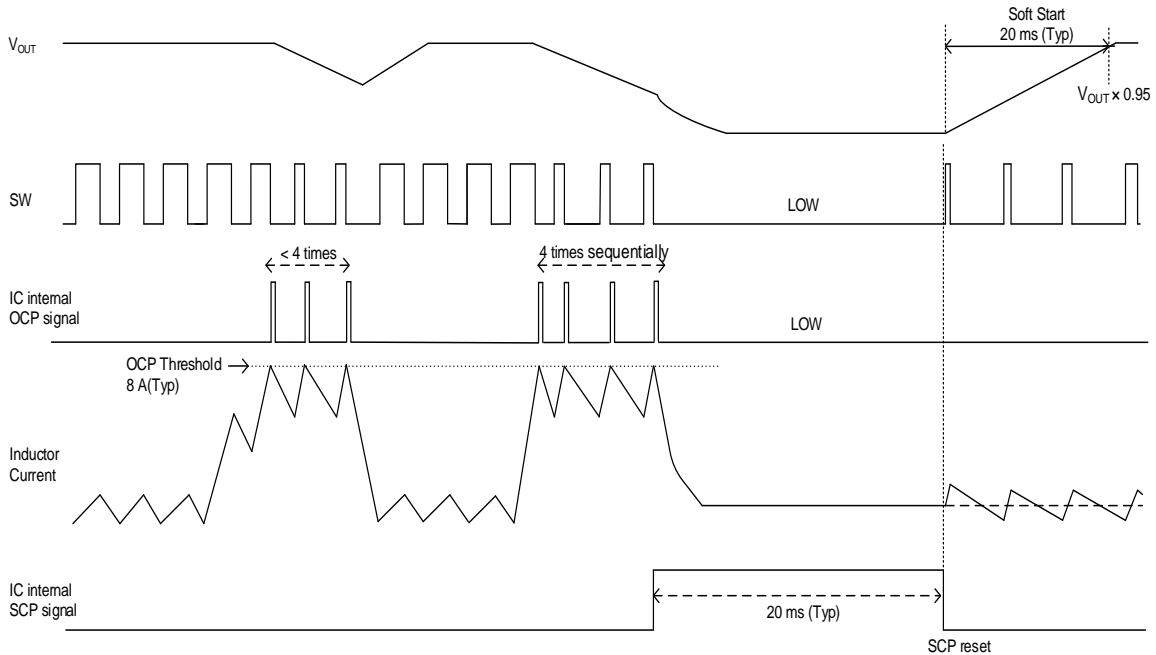 Soft Start
20 ms (Typ)
VOUT
VOUT × 0.95
SW
LOW
< 4 times
4 times sequentially
IC internal
OCP signal
LOW
OCP Threshold
8 A(Typ)
Inductor
Current
IC internal
SCP signal
20 ms (Typ)
SCP reset